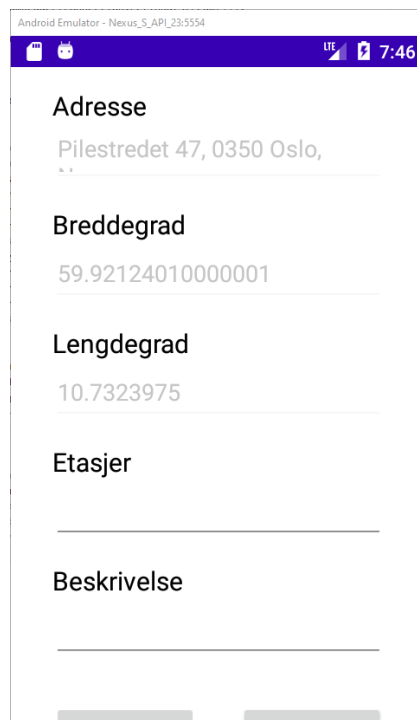 Android Emulator - Nexus_S_API_23:5554
LTE 7:46
Adresse
Pilestredet 47, 0350 Oslo,
Breddegrad
59.92124010000001
Lengdegrad
10.7323975
Etasjer
Beskrivelse